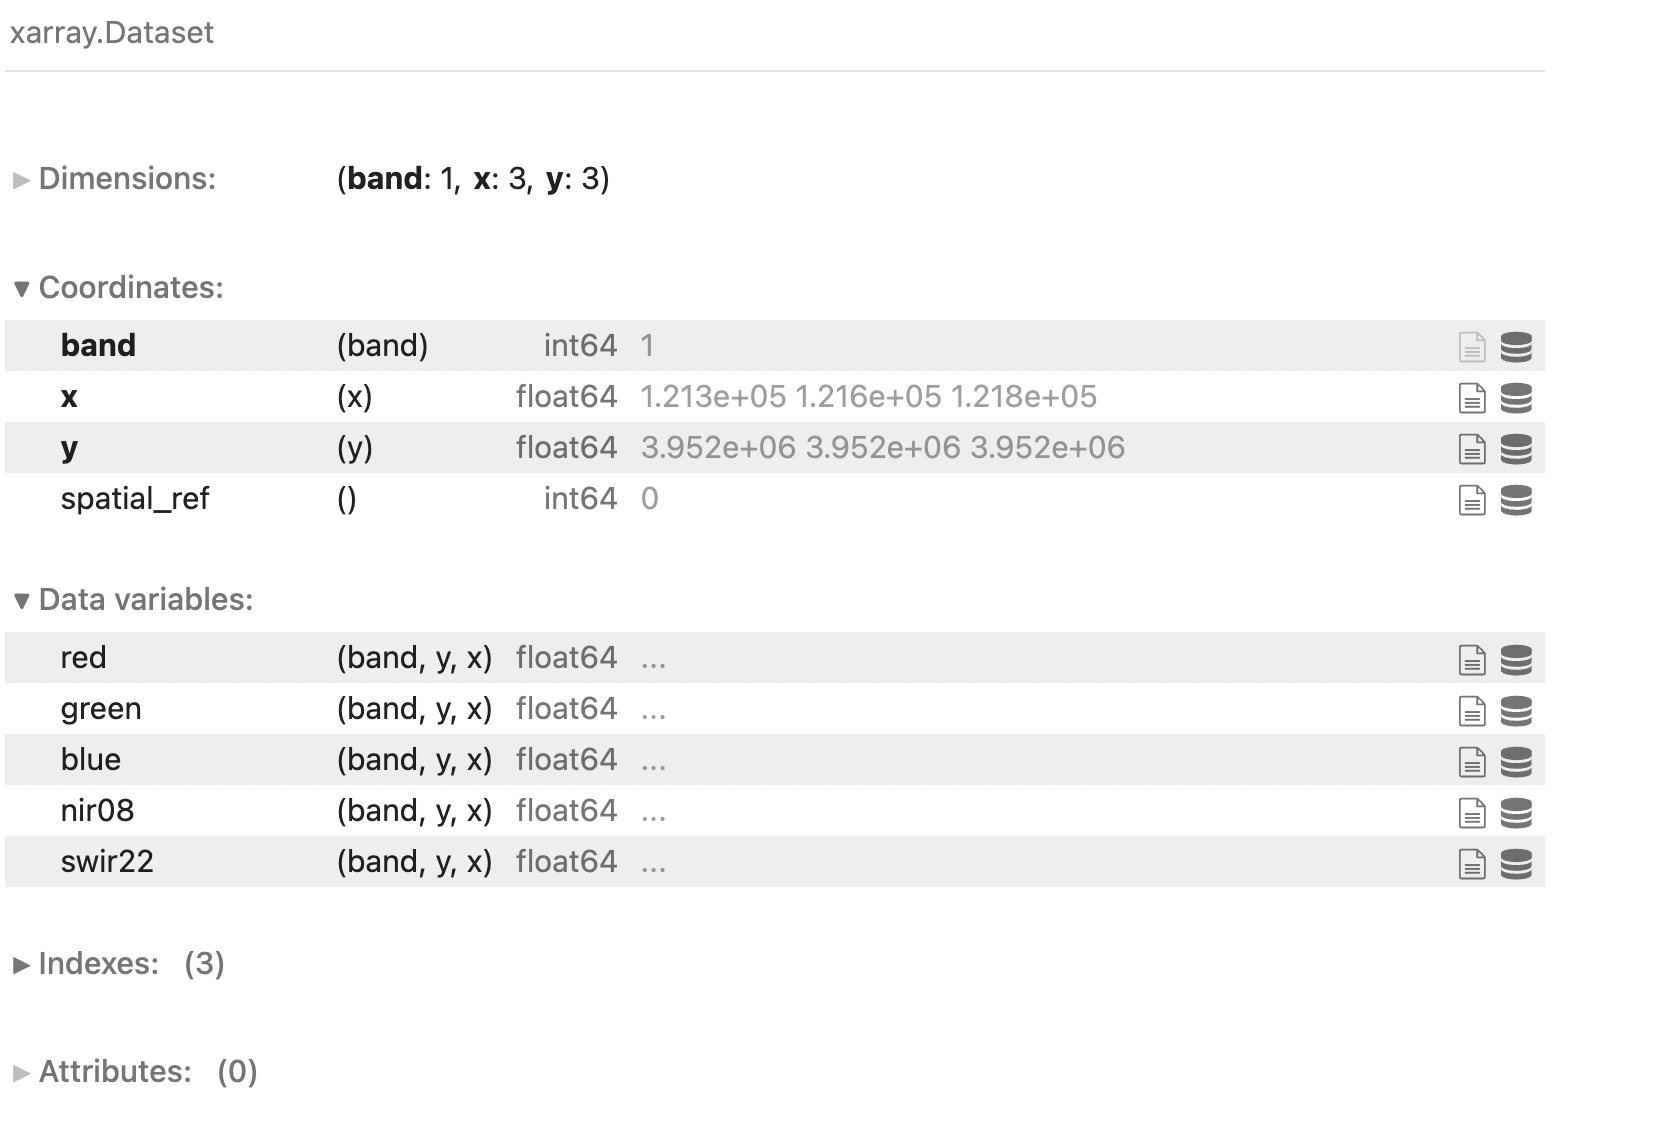 xarray.Dataset
► Dimensions: (band: 1, x: 3, y: 3)
▼ Coordinates:
band (band) int64 1
x (x) float64 1.213e+05 1.216e+05 1.218e+05
y (y) float64 3.952e+06 3.952e+06 3.952e+06
spatial_ref () int64 0
▼ Data variables:
red (band, y, x) float64 ...
green (band, y, x) float64 ...
blue (band, y, x) float64 ...
nir08 (band, y, x) float64 ...
swir22 (band, y, x) float64 ...
► Indexes: (3)
► Attributes: (0)